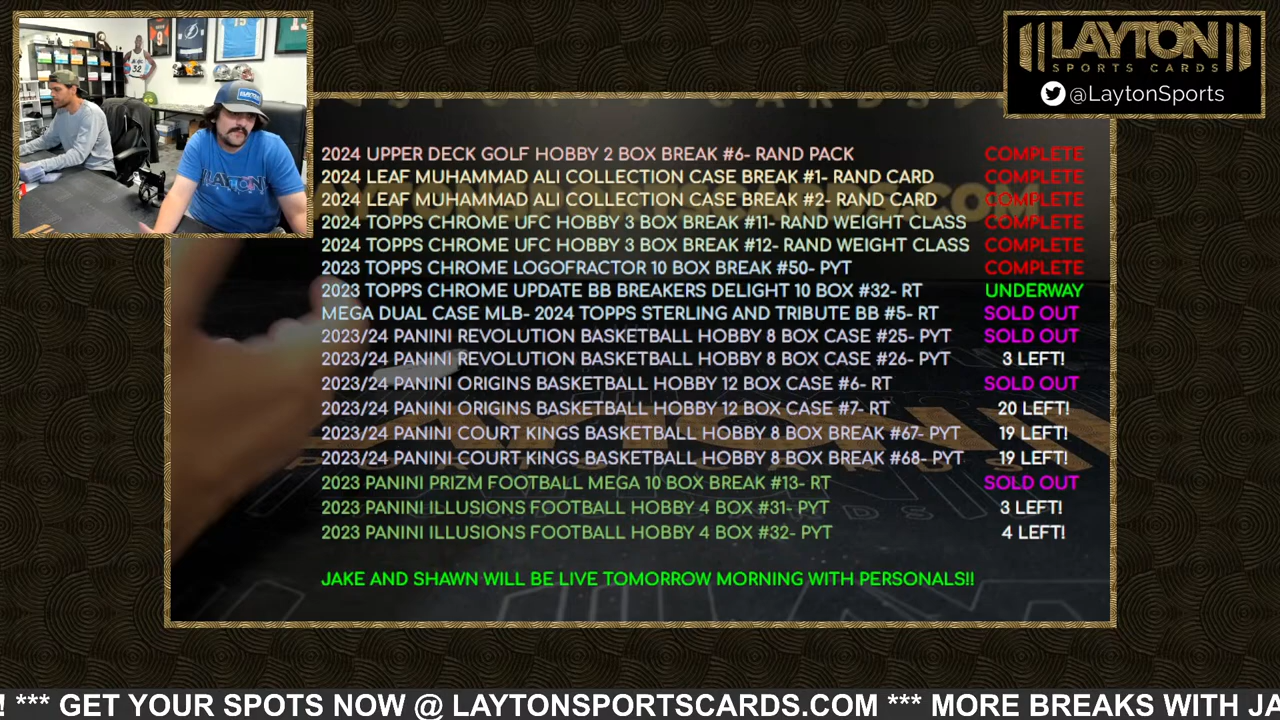 LAYTON
SPORTS CARDS
@LaytonSports
2024 UPPER DECK GOLF HOBBY 2 BOX BREAK #6- RAND PACK COMPLETE
2024 LEAF MUHAMMAD ALI COLLECTION CASE BREAK #1- RAND CARD COMPLETE
2024 LEAF MUHAMMAD ALI COLLECTION CASE BREAK #2- RAND CARD COMPLETE
2024 TOPPS CHROME UFC HOBBY 3 BOX BREAK #11- RAND WEIGHT CLASS COMPLETE
2024 TOPPS CHROME UFC HOBBY 3 BOX BREAK #12- RAND WEIGHT CLASS COMPLETE
2023 TOPPS CHROME LOGOFRACTOR 10 BOX BREAK #50- PYT COMPLETE
2023 TOPPS CHROME UPDATE BB BREAKERS DELIGHT 10 BOX #32- RT UNDERWAY
MEGA DUAL CASE MLB- 2024 TOPPS STERLING AND TRIBUTE BB #5- RT SOLD OUT
2023/24 PANINI REVOLUTION BASKETBALL HOBBY 8 BOX CASE #25- PYT SOLD OUT
2023/24 PANINI REVOLUTION BASKETBALL HOBBY 8 BOX CASE #26- PYT 3 LEFT!
2023/24 PANINI ORIGINS BASKETBALL HOBBY 12 BOX CASE #6- RT SOLD OUT
2023/24 PANINI ORIGINS BASKETBALL HOBBY 12 BOX CASE #7- RT 20 LEFT!
2023/24 PANINI COURT KINGS BASKETBALL HOBBY 8 BOX BREAK #67- PYT 19 LEFT!
2023/24 PANINI COURT KINGS BASKETBALL HOBBY 8 BOX BREAK #68- PYT 19 LEFT!
2023 PANINI PRIZM FOOTBALL MEGA 10 BOX BREAK #13- RT SOLD OUT
2023 PANINI ILLUSIONS FOOTBALL HOBBY 4 BOX #31- PYT 3 LEFT!
2023 PANINI ILLUSIONS FOOTBALL HOBBY 4 BOX #32- PYT 4 LEFT!
JAKE AND SHAWN WILL BE LIVE TOMORROW MORNING WITH PERSONALS!!
! *** GET YOUR SPOTS NOW @ LAYTONSPORTSCARDS.COM *** MORE BREAKS WITH JA